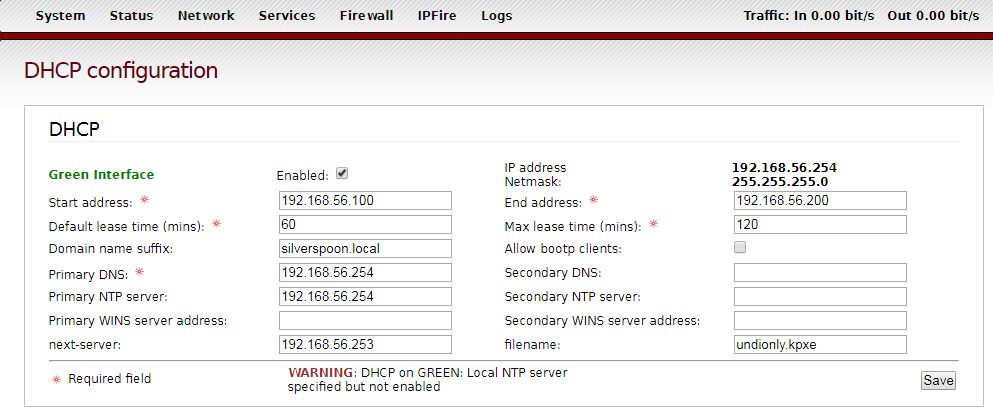 System Status Network Services Firewall IPFire Logs Traffic: In 0.00 bit/s Out 0.00 bit/s
DHCP configuration
DHCP
Green Interface Enabled: IP address 192.168.56.254
Netmask: 255.255.255.0
Start address: * 192.168.56.100 End address: * 192.168.56.200
Default lease time (mins): * 60 Max lease time (mins): * 120
Domain name suffix: silverspoon.local Allow bootp clients:
Primary DNS: * 192.168.56.254 Secondary DNS:
Primary NTP server: 192.168.56.254 Secondary NTP server:
Primary WINS server address: Secondary WINS server address:
next-server: 192.168.56.253 filename: undionly.kpxe
* Required field WARNING: DHCP on GREEN: Local NTP server
specified but not enabled Save